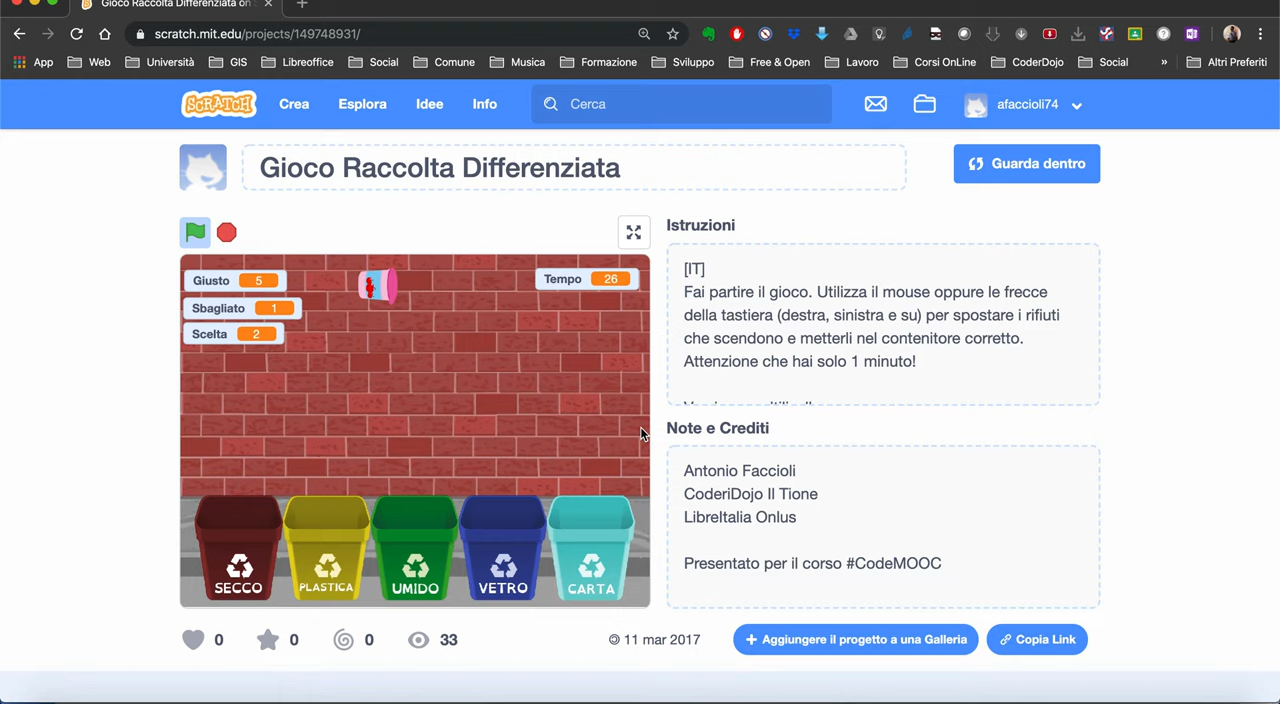 Gioco Raccolta Differenziata on S
scratch.mit.edu/projects/149748931/
App Web Università GIS Libreoffice Social Comune Musica Formazione Sviluppo Free & Open Lavoro Corsi OnLine CoderDojo Social » Altri Preferiti
SCRATCH Crea Esplora Idee Info Cerca afaccioli74
Gioco Raccolta Differenziata
Guarda dentro
Istruzioni
[IT]
Fai partire il gioco. Utilizza il mouse oppure le frecce
della tastiera (destra, sinistra e su) per spostare i rifiuti
che scendono e metterli nel contenitore corretto.
Attenzione che hai solo 1 minuto!
Giusto 5
Sbagliato 1
Scelta 2
Tempo 26
SECCO PLASTICA UMIDO VETRO CARTA
Note e Crediti
Antonio Faccioli
CoderiDojo Il Tione
LibreItalia Onlus
Presentato per il corso #CodeMOOC
0 0 0 33
© 11 mar 2017
Aggiungere il progetto a una Galleria
Copia Link